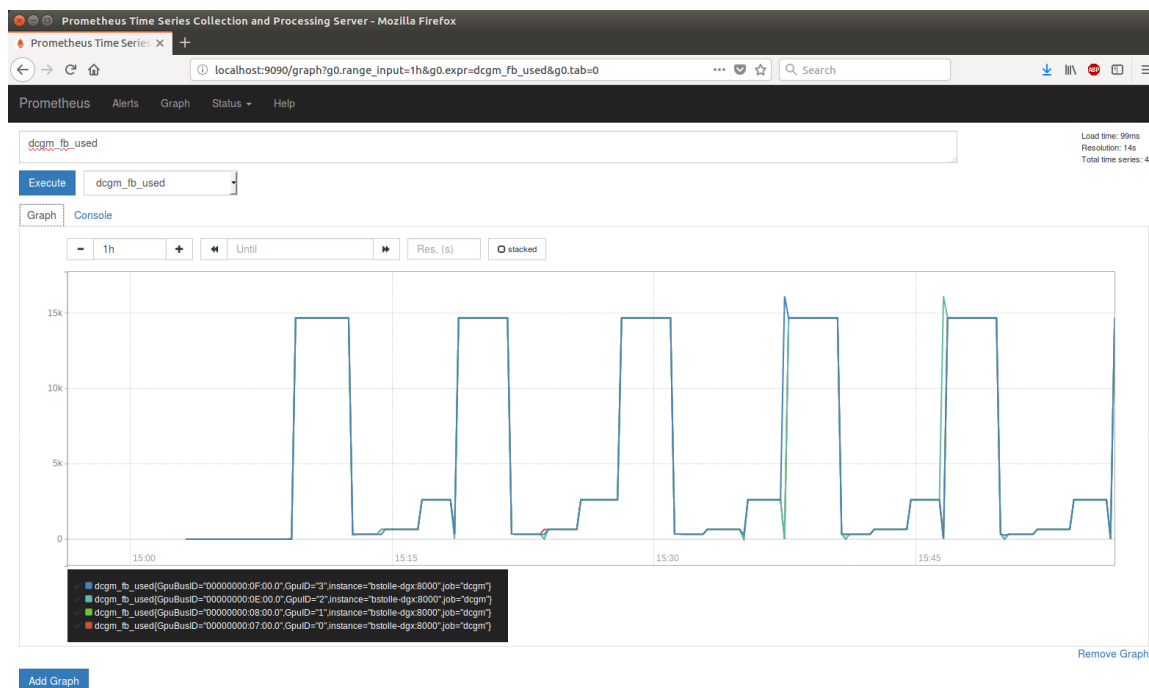 Prometheus Time Series Collection and Processing Server - Mozilla Firefox
Prometheus Time Series
localhost:9090/graph?g0.range_input=1h&g0.expr=dcgm_fb_used&g0.tab=0
Search
ABP
Prometheus Alerts Graph Status Help
dcgm_fb_used
Load time: 99ms
Resolution: 14s
Total time series: 4
Execute dcgm_fb_used
Graph Console
- 1h + Until Res. (s) stacked
15k
10k
5k
0
15:00 15:15 15:30 15:45
dcgm_fb_used{GpuBusID="00000000:0F:00.0",GpuID="3",instance="bstolle-dgx:8000",job="dcgm"}
dcgm_fb_used{GpuBusID="00000000:0E:00.0",GpuID="2",instance="bstolle-dgx:8000",job="dcgm"}
dcgm_fb_used{GpuBusID="00000000:08:00.0",GpuID="1",instance="bstolle-dgx:8000",job="dcgm"}
dcgm_fb_used{GpuBusID="00000000:07:00.0",GpuID="0",instance="bstolle-dgx:8000",job="dcgm"}
Remove Graph
Add Graph